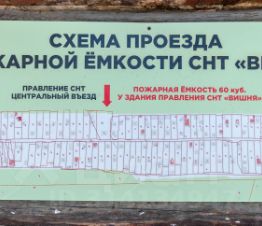 СХЕМА ПРОЕЗДА
ЖАРНОЙ ЁМКОСТИ СНТ «ВИ
ПРАВЛЕНИЕ СНТ
ЦЕНТРАЛЬНЫЙ ВЪЕЗД
ПОЖАРНАЯ ЁМКОСТЬ 60 куб.
У ЗДАНИЯ ПРАВЛЕНИЯ СНТ «ВИШНЯ»